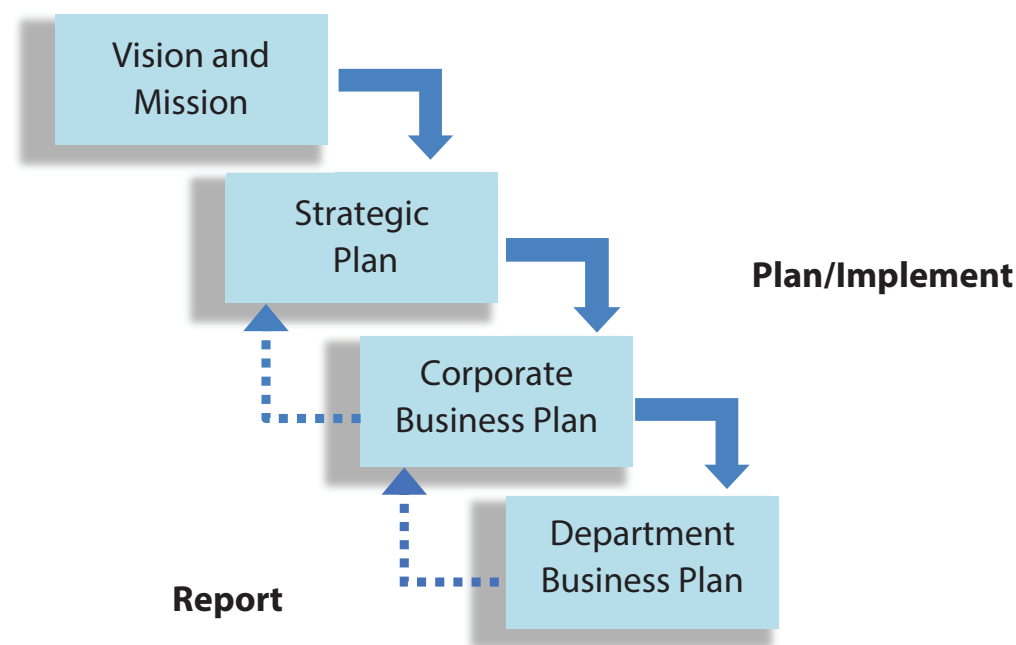 Vision and
Mission
Strategic
Plan
Plan/Implement
Corporate
Business Plan
Department
Business Plan
Report